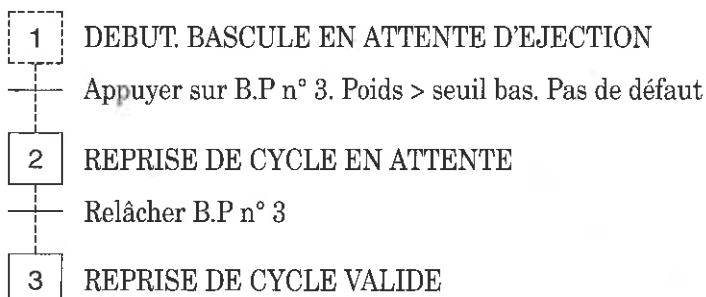 1 DEBUT. BASCULE EN ATTENTE D'EJECTION
Appuyer sur B.P n° 3. Poids > seuil bas. Pas de défaut
2 REPRISE DE CYCLE EN ATTENTE
Relâcher B.P n° 3
3 REPRISE DE CYCLE VALIDE